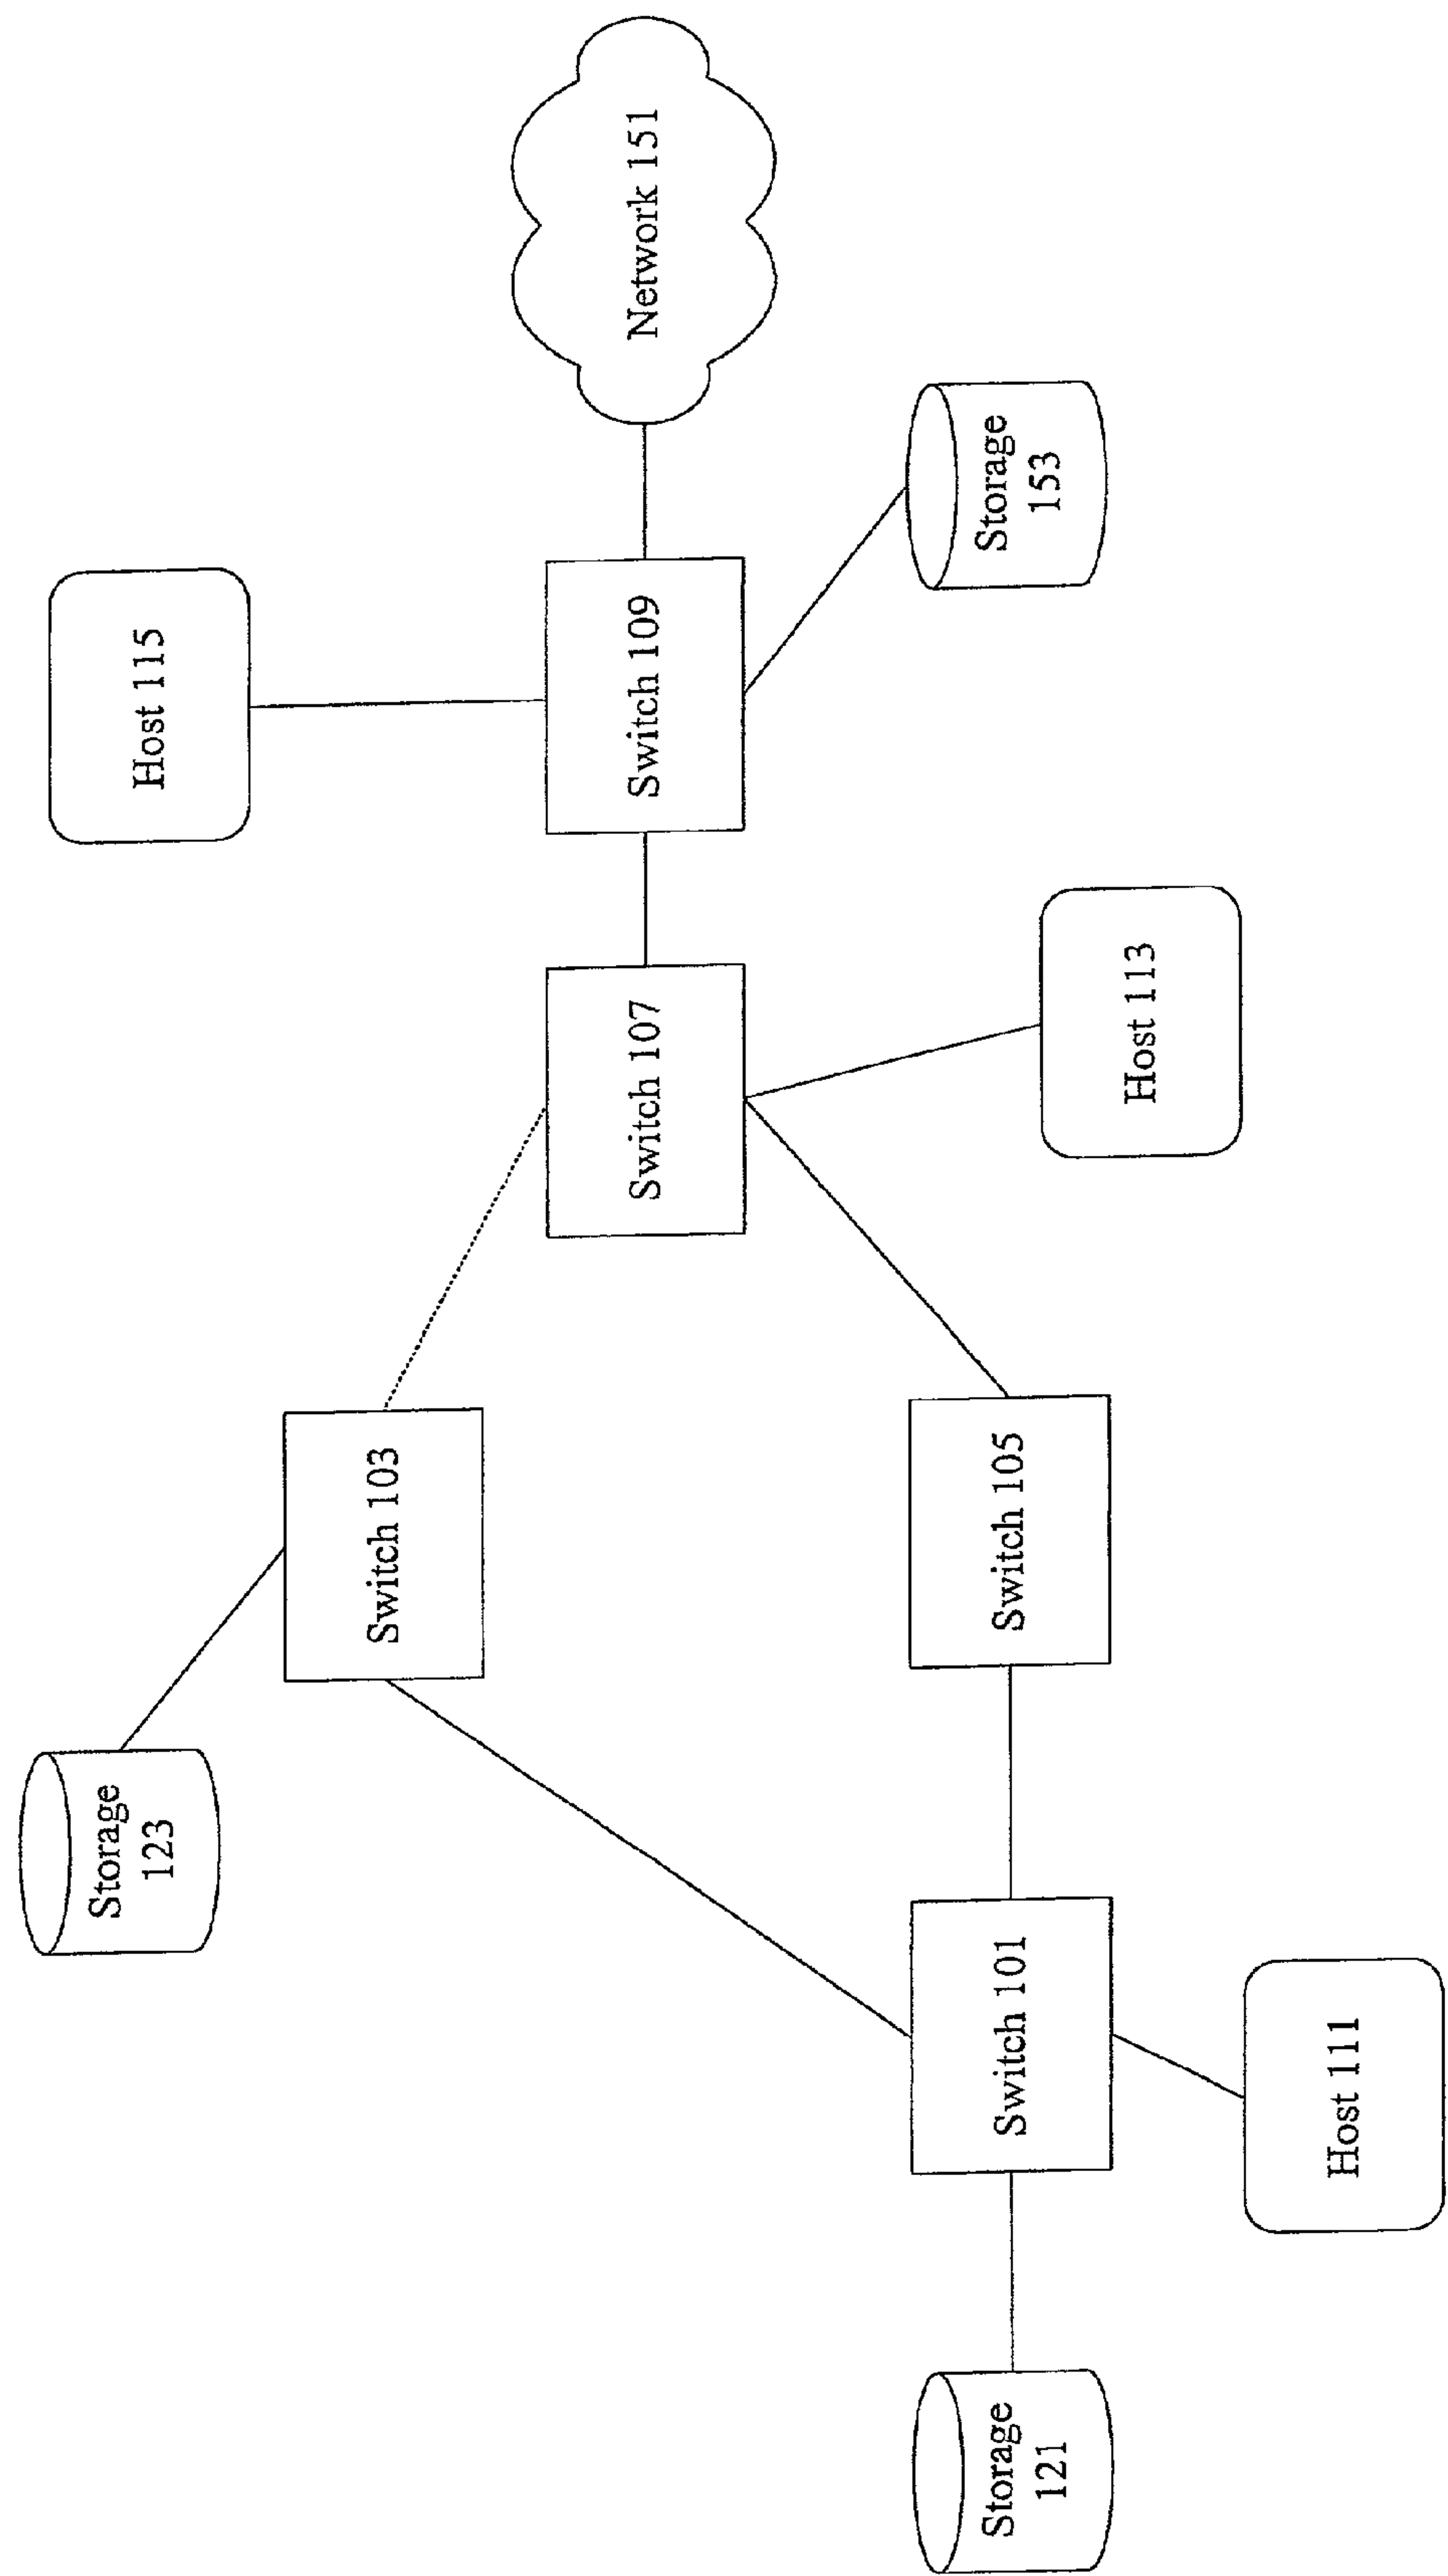 Storage
123
Host 115
Switch 103
Switch 107
Switch 109
Network 151
Storage
121
Switch 101
Switch 105
Storage
153
Host 113
Host 111